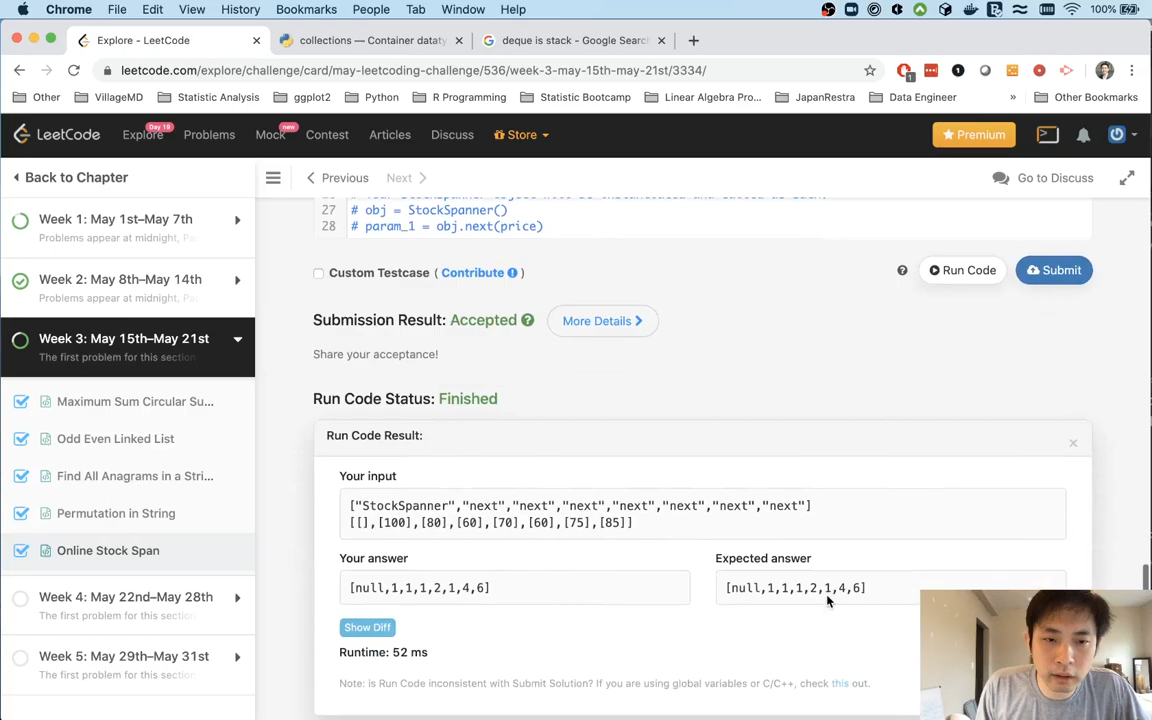 Chrome File Edit View History Bookmarks People Tab Window Help 100%
Explore - LeetCode
collections — Container dataty
deque is stack - Google Search
leetcode.com/explore/challenge/card/may-leetcoding-challenge/536/week-3-may-15th-may-21st/3334/
Other VillageMD Statistic Analysis ggplot2 Python R Programming Statistic Bootcamp Linear Algebra Pro... JapanRestra Data Engineer » Other Bookmarks
LeetCode Explore Day 19 Problems Mock new Contest Articles Discuss Store Premium
Back to Chapter
Previous Next Go to Discuss
Week 1: May 1st–May 7th
Problems appear at midnight, Pa
Week 2: May 8th–May 14th
Problems appear at midnight, Pa
Week 3: May 15th–May 21st
The first problem for this section
Maximum Sum Circular Su...
Odd Even Linked List
Find All Anagrams in a Stri...
Permutation in String
Online Stock Span
Week 4: May 22nd–May 28th
The first problem for this section
Week 5: May 29th–May 31st
The first problem for this section
27 # obj = StockSpanner()
28 # param_1 = obj.next(price)
Custom Testcase ( Contribute )
? Run Code Submit
Submission Result: Accepted ? More Details
Share your acceptance!
Run Code Status: Finished
Run Code Result: ×
Your input
["StockSpanner","next","next","next","next","next","next","next"]
[[],[100],[80],[60],[70],[60],[75],[85]]
Your answer
[null,1,1,1,2,1,4,6]
Expected answer
[null,1,1,1,2,1,4,6]
Show Diff
Runtime: 52 ms
Note: is Run Code inconsistent with Submit Solution? If you are using global variables or C/C++, check this out.